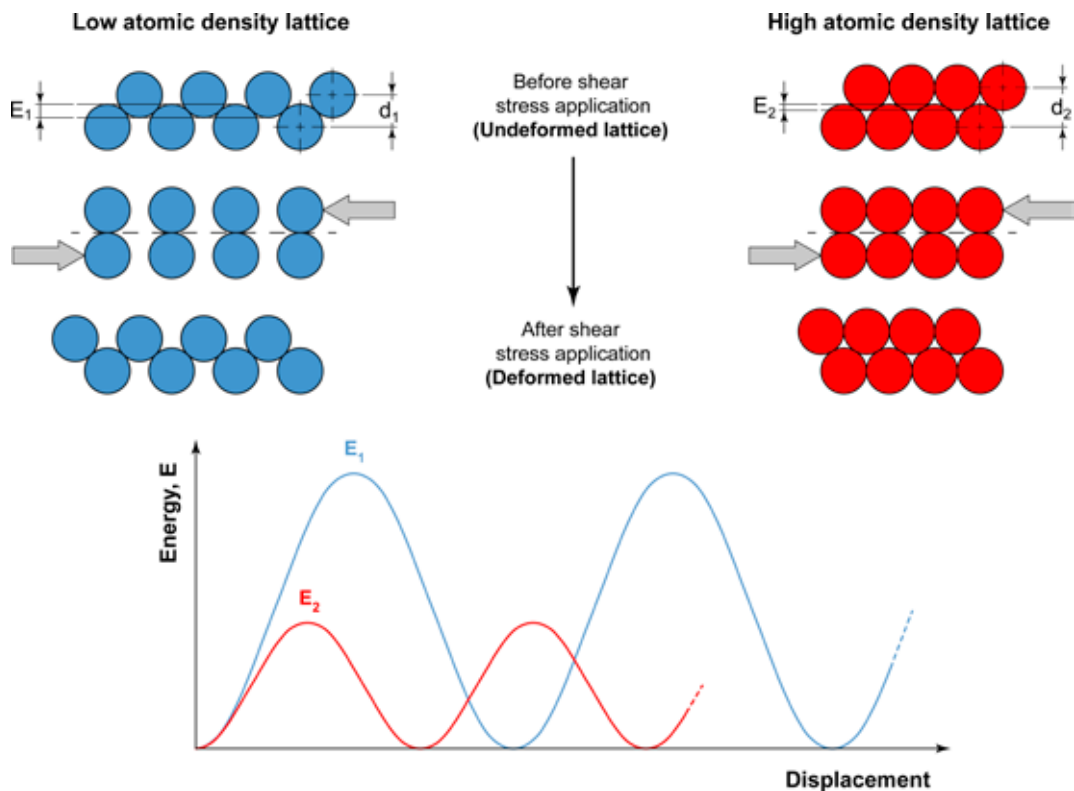 Low atomic density lattice
High atomic density lattice
E1
d1
Before shear
stress application
(Undeformed lattice)
E2
d2
After shear
stress application
(Deformed lattice)
Energy, E
E1
E2
Displacement